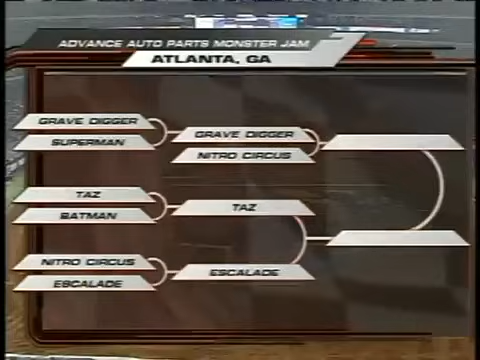 ADVANCE AUTO PARTS MONSTER JAM
ATLANTA, GA
GRAVE DIGGER
SUPERMAN
GRAVE DIGGER
NITRO CIRCUS
TAZ
BATMAN
TAZ
NITRO CIRCUS
ESCALADE
ESCALADE